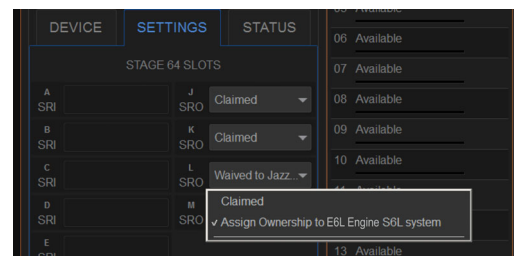 DEVICE SETTINGS STATUS
STAGE 64 SLOTS
A SRI J SRO Claimed
B SRI K SRO Claimed
C SRI L SRO Waived to Jazz...
D SRI M SRO
E
Claimed
✓ Assign Ownership to E6L Engine S6L system
06 Available
07 Available
08 Available
09 Available
10 Available
13 Available